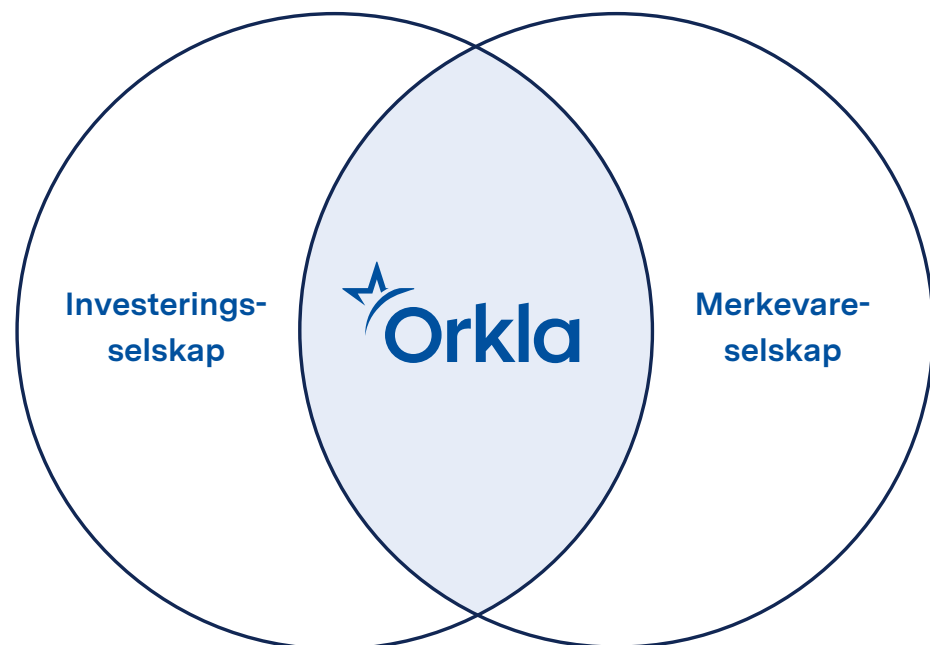 Investerings-
selskap
Orkla
Merkevare-
selskap